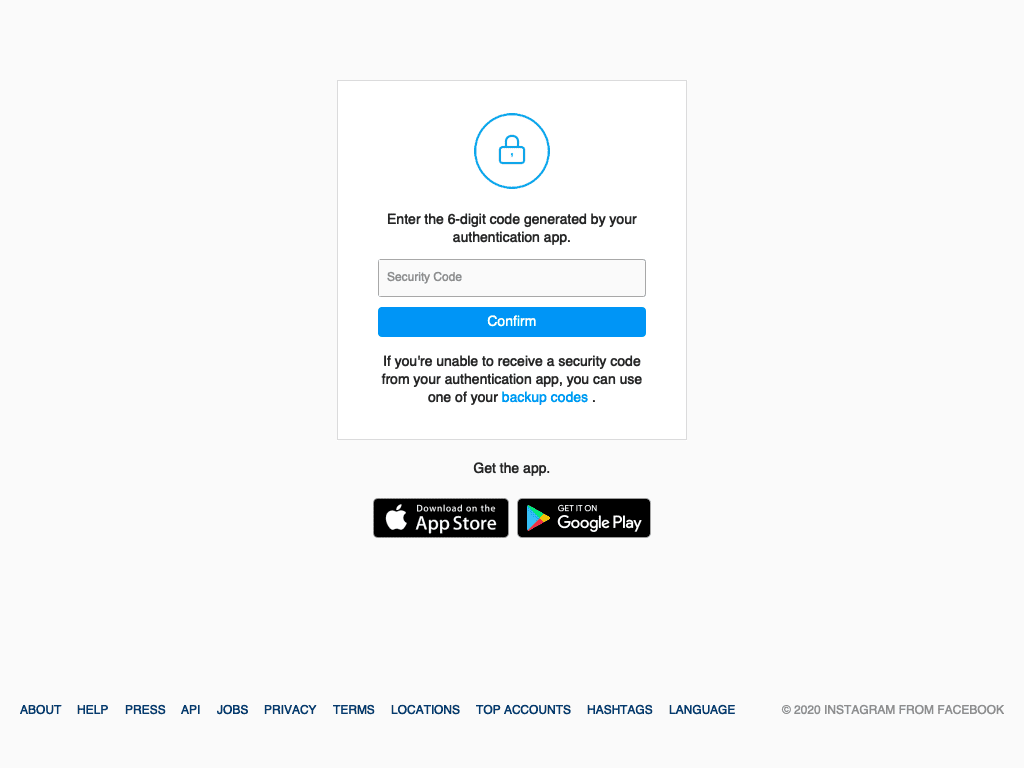 Enter the 6-digit code generated by your
authentication app.
Security Code
Confirm
If you're unable to receive a security code
from your authentication app, you can use
one of your backup codes .
Get the app.
Download on the
App Store
GET IT ON
Google Play
ABOUT HELP PRESS API JOBS PRIVACY TERMS LOCATIONS TOP ACCOUNTS HASHTAGS LANGUAGE © 2020 INSTAGRAM FROM FACEBOOK